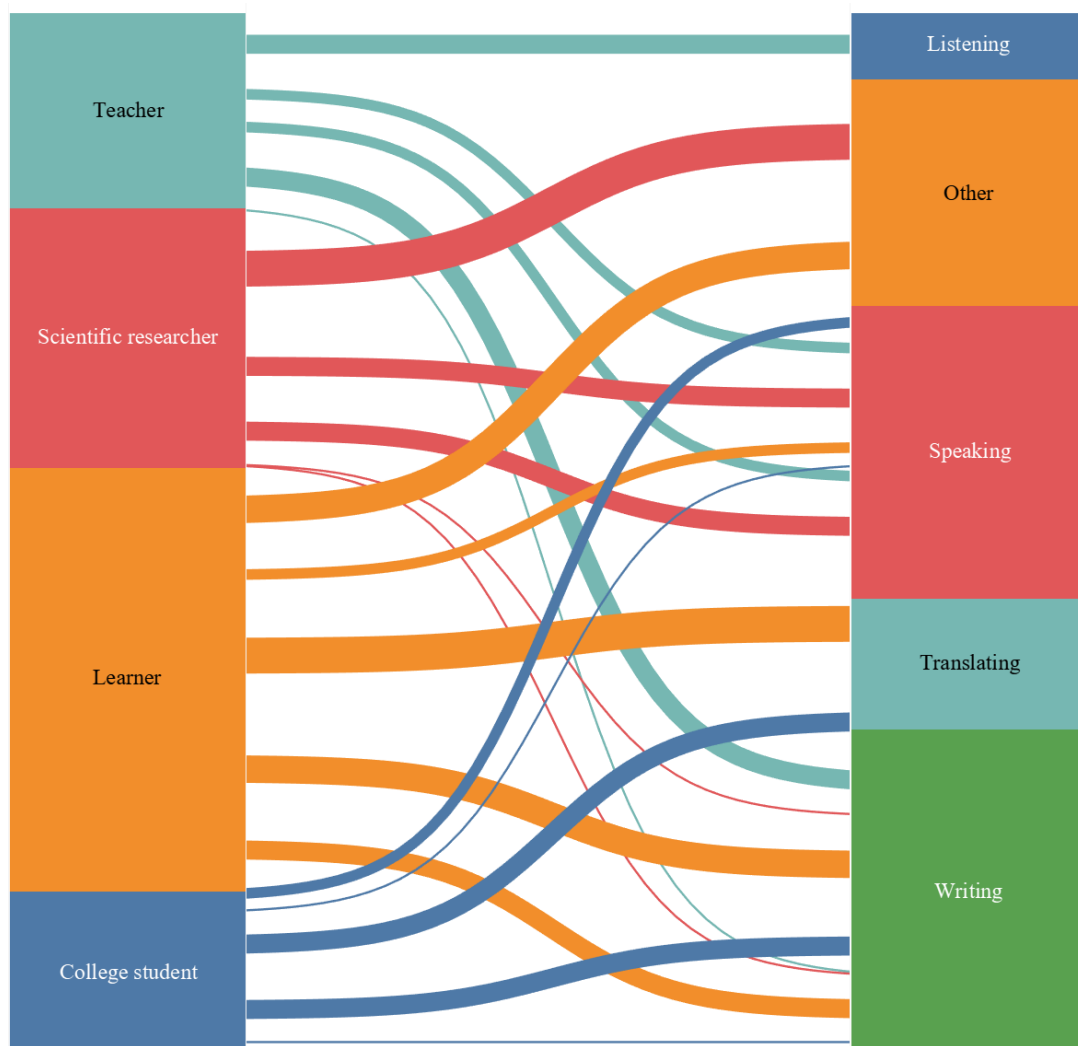 Teacher
Scientific researcher
Learner
College student
Listening
Other
Speaking
Translating
Writing